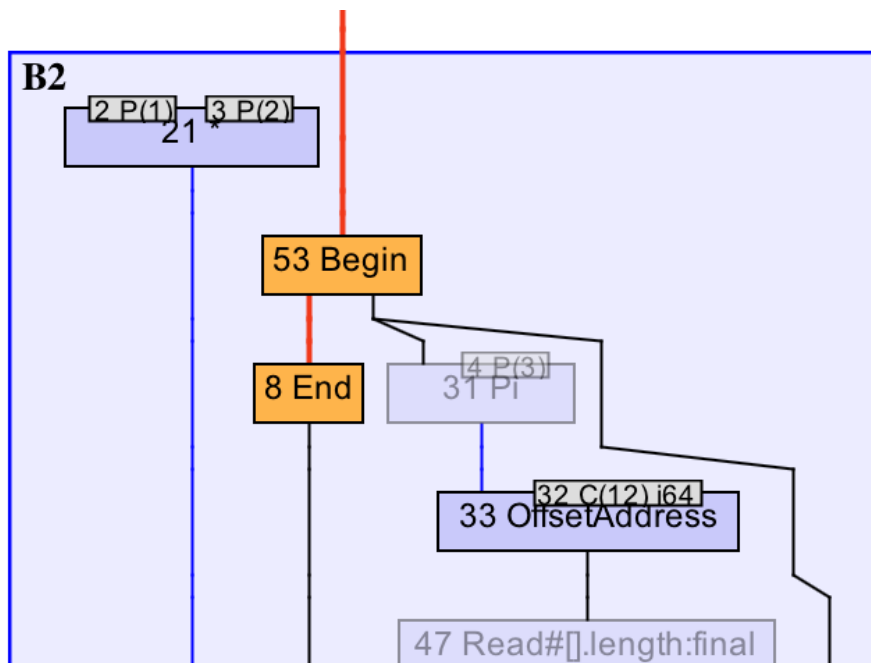 B2
2 P(1)
3 P(2)
21 *
53 Begin
8 End
4 P(3)
31 Pi
32 C(12) i64
33 OffsetAddress
47 Read#[].length:final